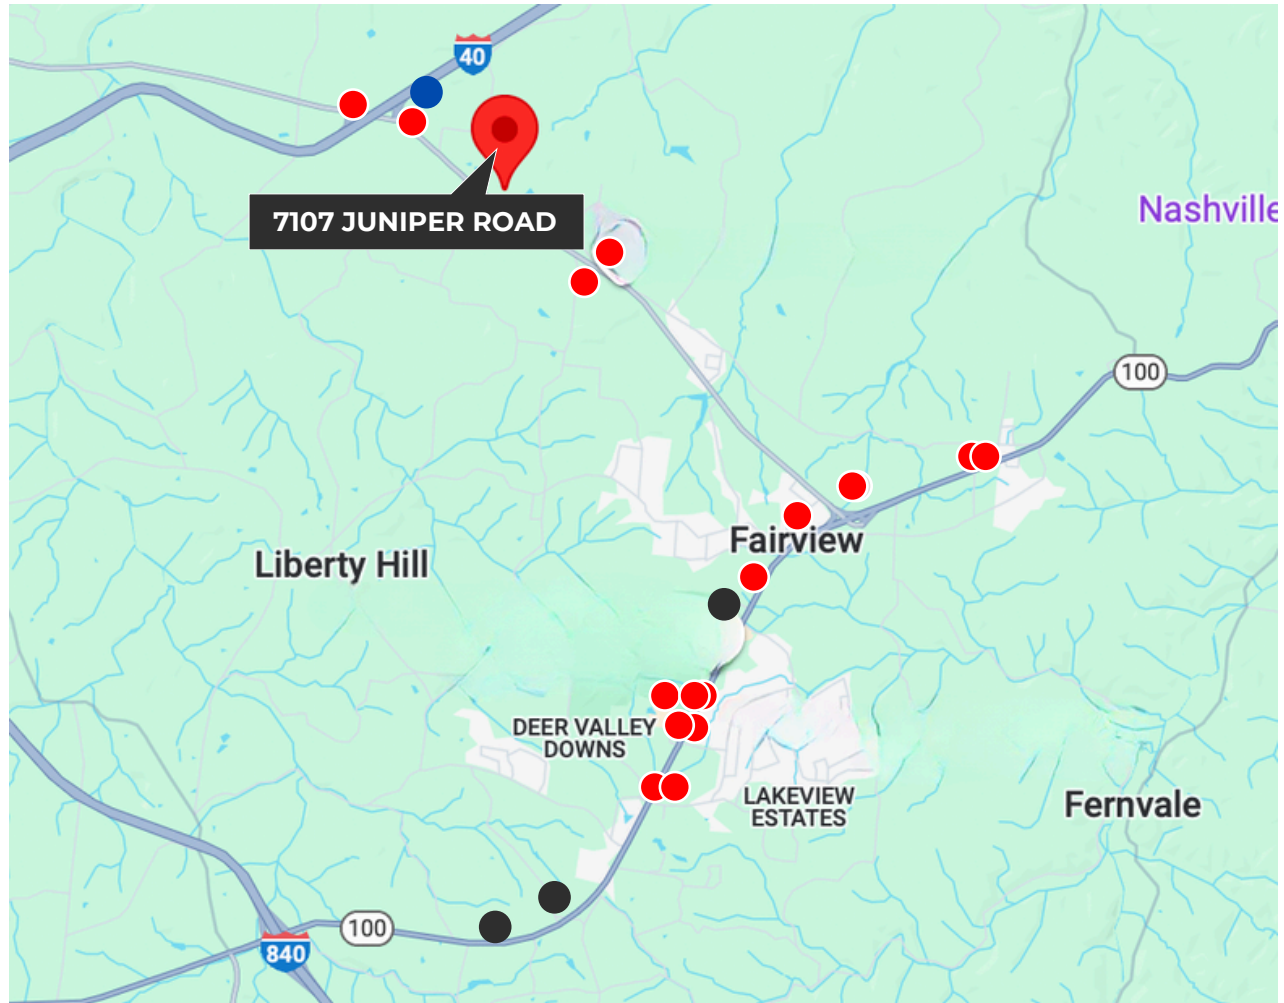 40
7107 JUNIPER ROAD
Nashville
100
Fairview
Liberty Hill
DEER VALLEY
DOWNS
LAKEVIEW
ESTATES
Fernvale
100
840